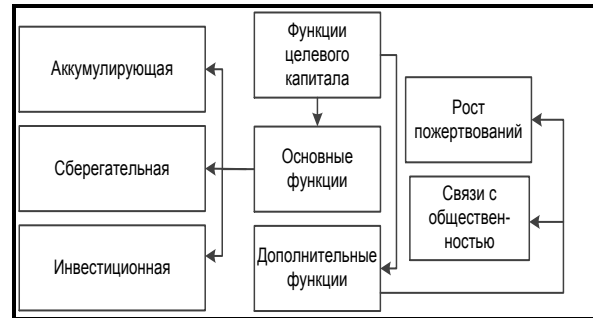 Функции
целевого
капитала
Аккумулирующая
Рост
пожертвований
Сберегательная
Основные
функции
Связи с
обществен-
ностью
Инвестиционная
Дополнительные
функции